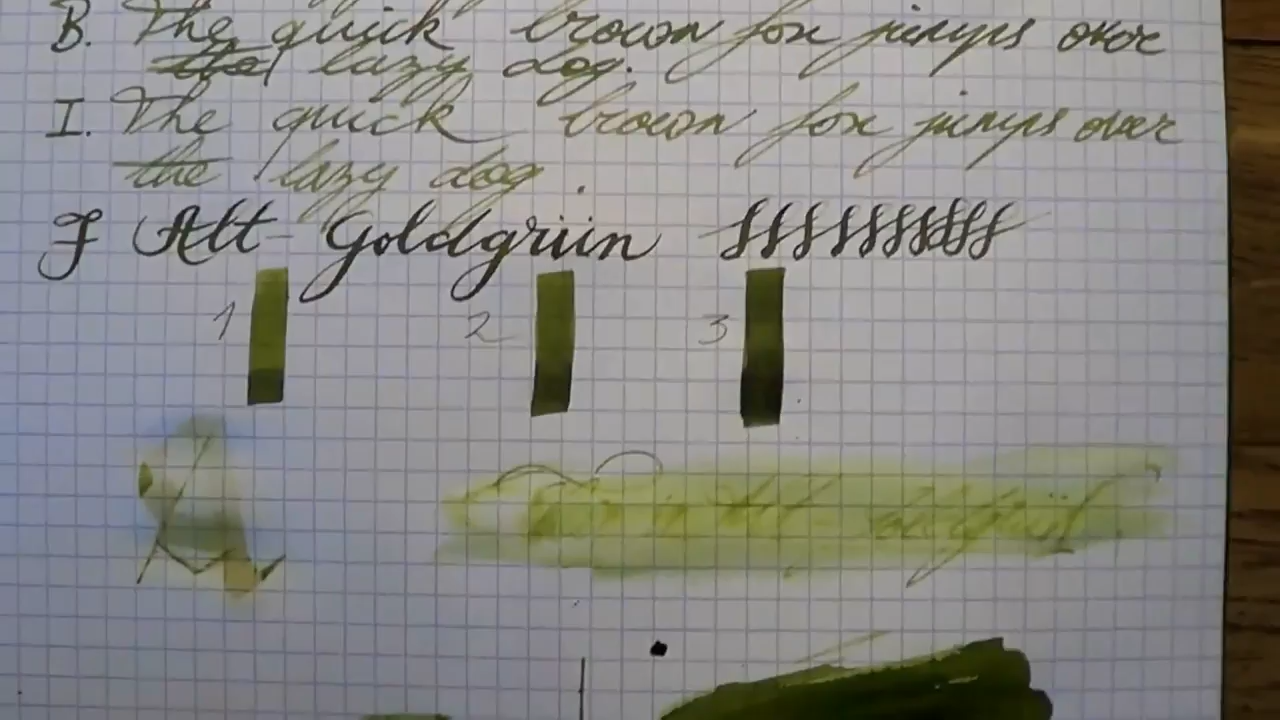 B. The quick brown fox jumps over
the lazy dog.
I. The quick brown fox jumps over
the lazy dog.
F Alt-Goldgrün ffffffffff
1 2 3